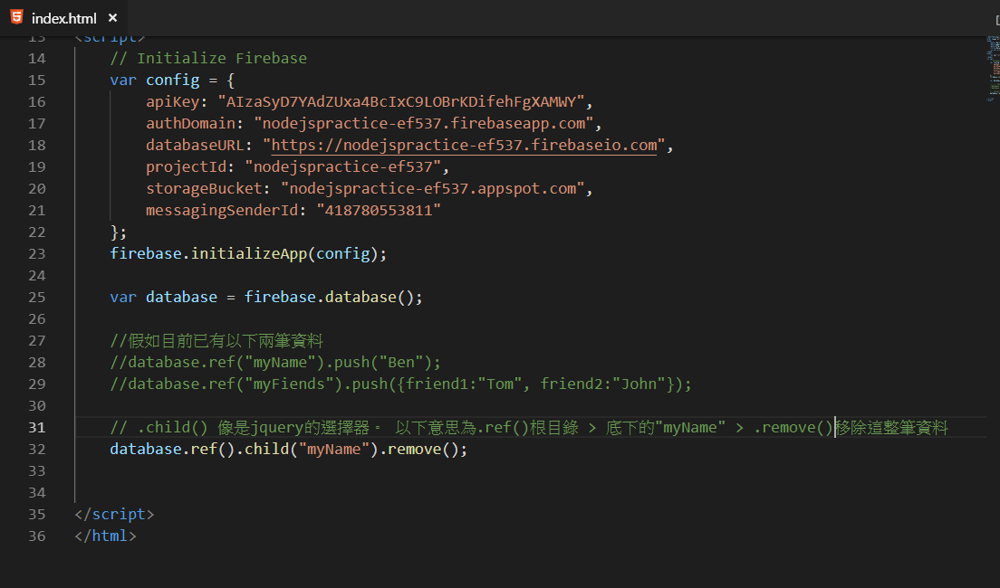 index.html ×
13 <script>
14 // Initialize Firebase
15 var config = {
16 apiKey: "AIzaSyD7YAdZUxa4BcIxC9LOBrKDifehFgXAMWY",
17 authDomain: "nodejspractice-ef537.firebaseapp.com",
18 databaseURL: "https://nodejspractice-ef537.firebaseio.com",
19 projectId: "nodejspractice-ef537",
20 storageBucket: "nodejspractice-ef537.appspot.com",
21 messagingSenderId: "418780553811"
22 };
23 firebase.initializeApp(config);
24
25 var database = firebase.database();
26
27 //假如目前已有以下兩筆資料
28 //database.ref("myName").push("Ben");
29 //database.ref("myFiends").push({friend1:"Tom", friend2:"John"});
30
31 // .child() 像是jquery的選擇器。 以下意思為.ref()根目錄 > 底下的"myName" > .remove()移除這整筆資料
32 database.ref().child("myName").remove();
33
34
35 </script>
36 </html>